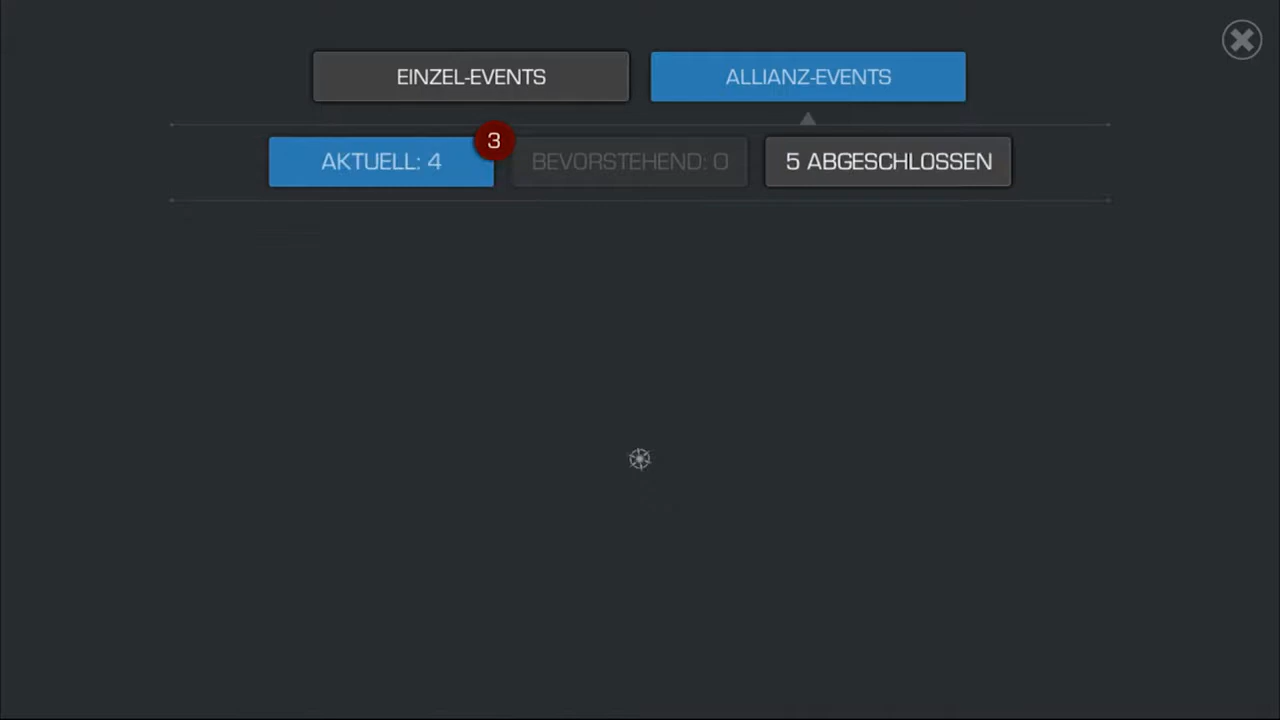 EINZEL-EVENTS
ALLIANZ-EVENTS
AKTUELL: 4
3
BEVORSTEHEND: 0
5 ABGESCHLOSSEN